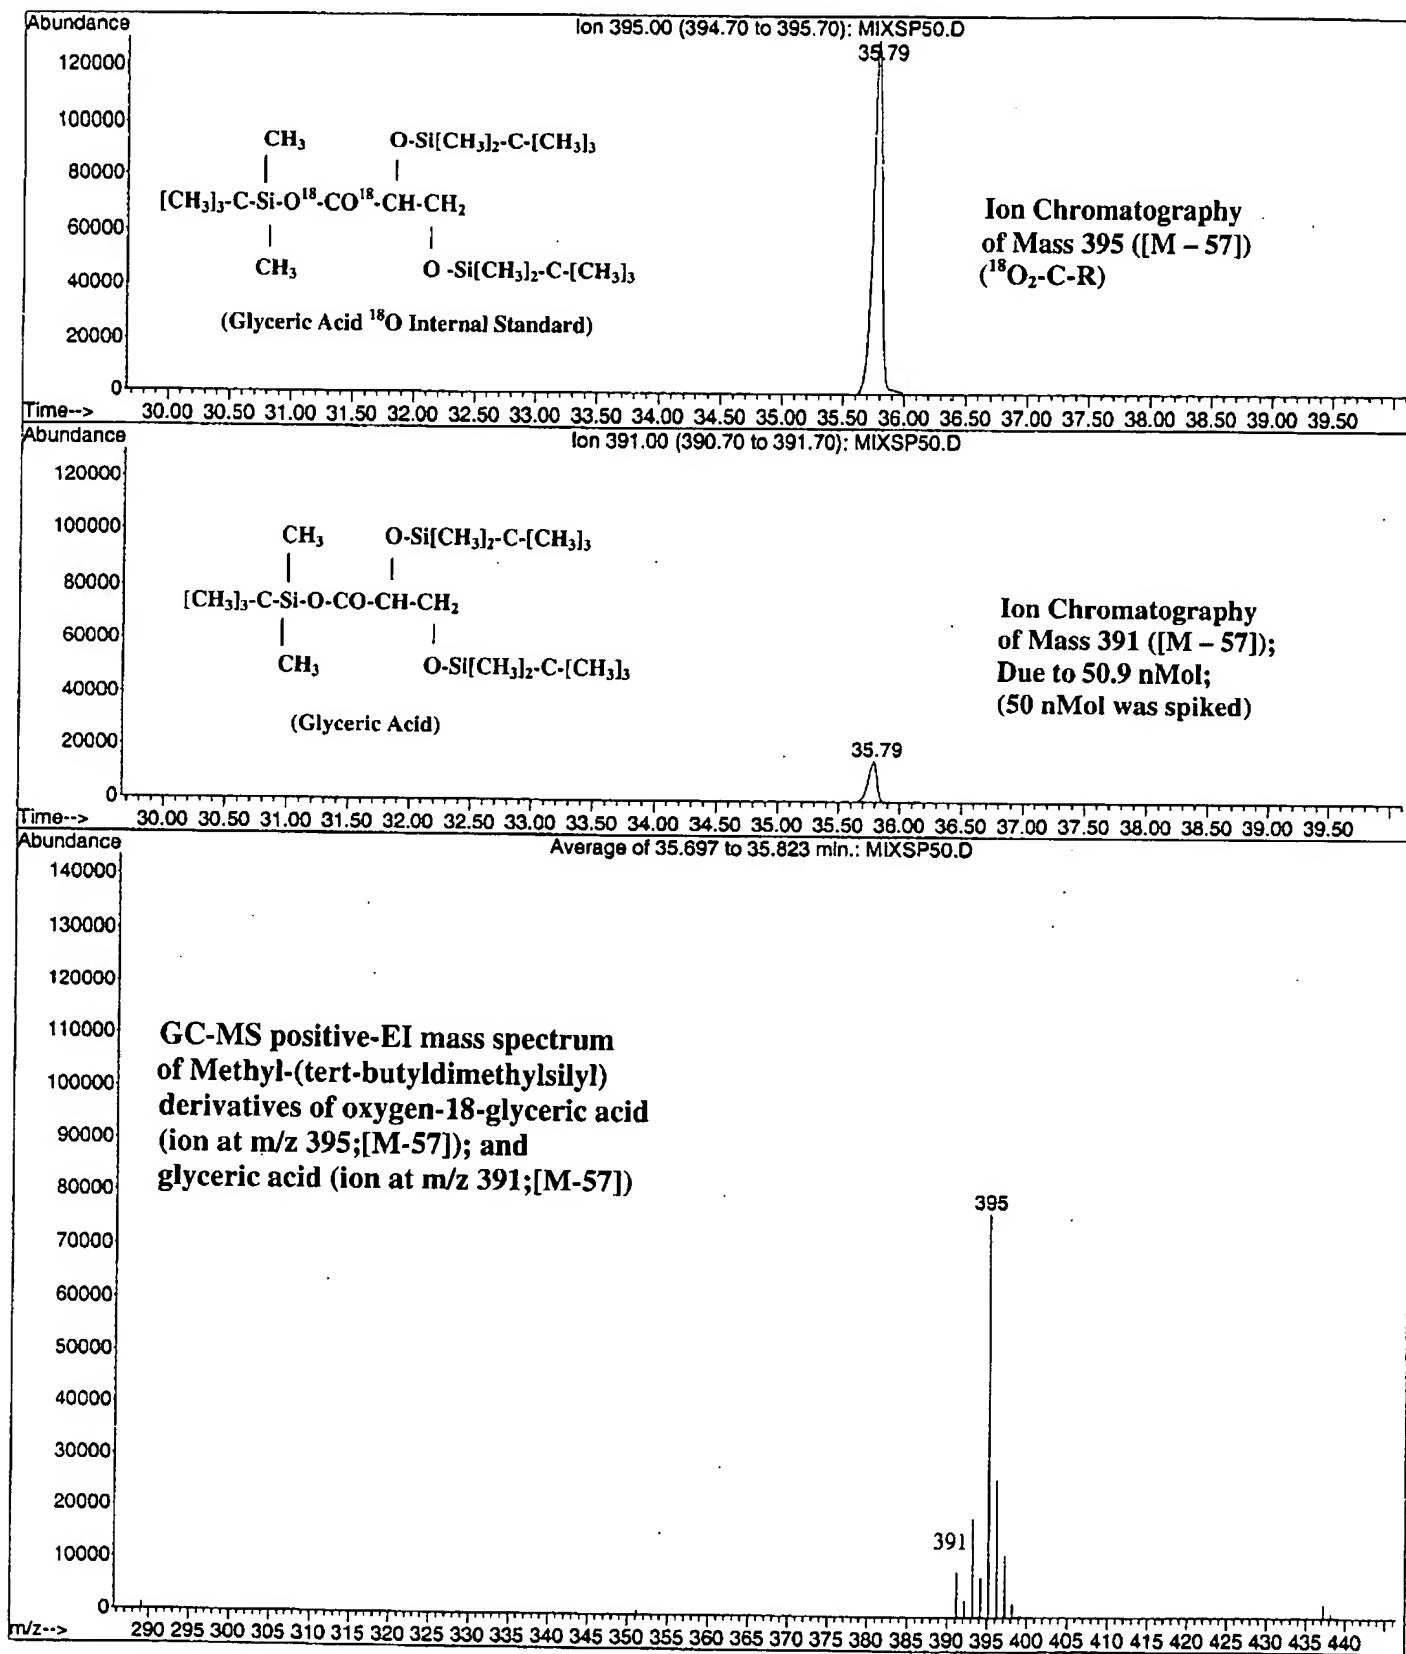 Abundance
Ion 395.00 (394.70 to 395.70): MIXSP50.D
35.79
120000
100000
80000
60000
40000
20000
0
CH₃
O-Si[CH₃]₂-C-[CH₃]₃
[CH₃]₃-C-Si-O¹⁸-CO¹⁸-CH-CH₂
CH₃
O -Si[CH₃]₂-C-[CH₃]₃
(Glyceric Acid ¹⁸O Internal Standard)
Ion Chromatography
of Mass 395 ([M – 57])
(¹⁸O₂-C-R)
Time--> 30.00 30.50 31.00 31.50 32.00 32.50 33.00 33.50 34.00 34.50 35.00 35.50 36.00 36.50 37.00 37.50 38.00 38.50 39.00 39.50
Abundance
Ion 391.00 (390.70 to 391.70): MIXSP50.D
120000
100000
80000
60000
40000
20000
0
CH₃
O-Si[CH₃]₂-C-[CH₃]₃
[CH₃]₃-C-Si-O-CO-CH-CH₂
CH₃
O-Si[CH₃]₂-C-[CH₃]₃
(Glyceric Acid)
Ion Chromatography
of Mass 391 ([M – 57]);
Due to 50.9 nMol;
(50 nMol was spiked)
35.79
Time--> 30.00 30.50 31.00 31.50 32.00 32.50 33.00 33.50 34.00 34.50 35.00 35.50 36.00 36.50 37.00 37.50 38.00 38.50 39.00 39.50
Abundance
Average of 35.697 to 35.823 min.: MIXSP50.D
140000
130000
120000
110000
100000
90000
80000
70000
60000
50000
40000
30000
20000
10000
0
GC-MS positive-EI mass spectrum
of Methyl-(tert-butyldimethylsilyl)
derivatives of oxygen-18-glyceric acid
(ion at m/z 395;[M-57]); and
glyceric acid (ion at m/z 391;[M-57])
395
391
m/z--> 290 295 300 305 310 315 320 325 330 335 340 345 350 355 360 365 370 375 380 385 390 395 400 405 410 415 420 425 430 435 440